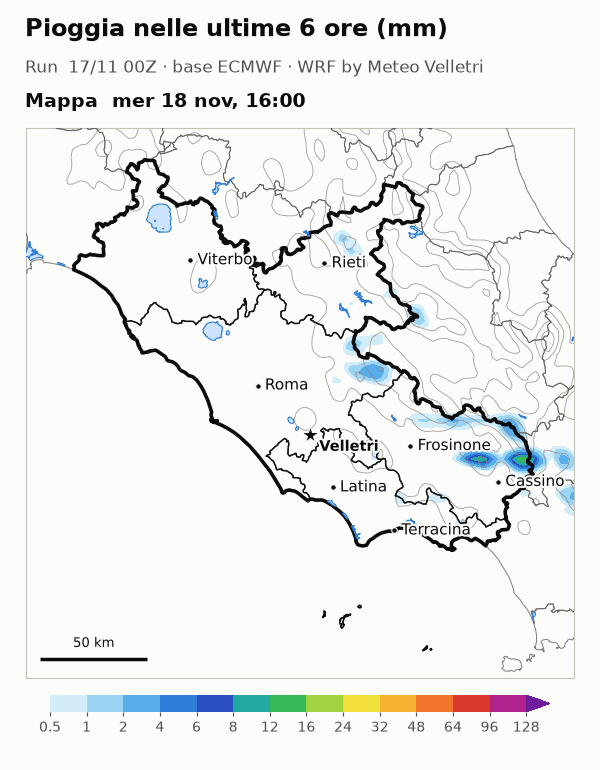 Pioggia nelle ultime 6 ore (mm)
Run  17/11 00Z · base ECMWF · WRF by Meteo Velletri
Mappa  mer 18 nov, 16:00
Viterbo
Rieti
Roma
Velletri
Frosinone
Latina
Cassino
Terracina
50 km
0.5 1 2 4 6 8 12 16 24 32 48 64 96 128